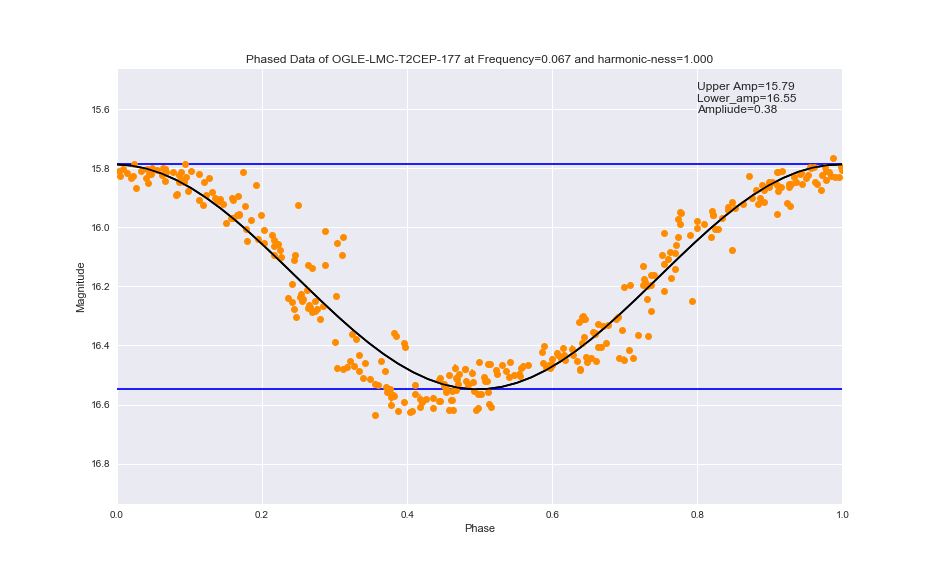 Phased Data of OGLE-LMC-T2CEP-177 at Frequency=0.067 and harmonic-ness=1.000
Upper Amp=15.79
Lower_amp=16.55
Ampliude=0.38
15.6
15.8
16.0
16.2
16.4
16.6
16.8
Magnitude
0.0 0.2 0.4 0.6 0.8 1.0
Phase